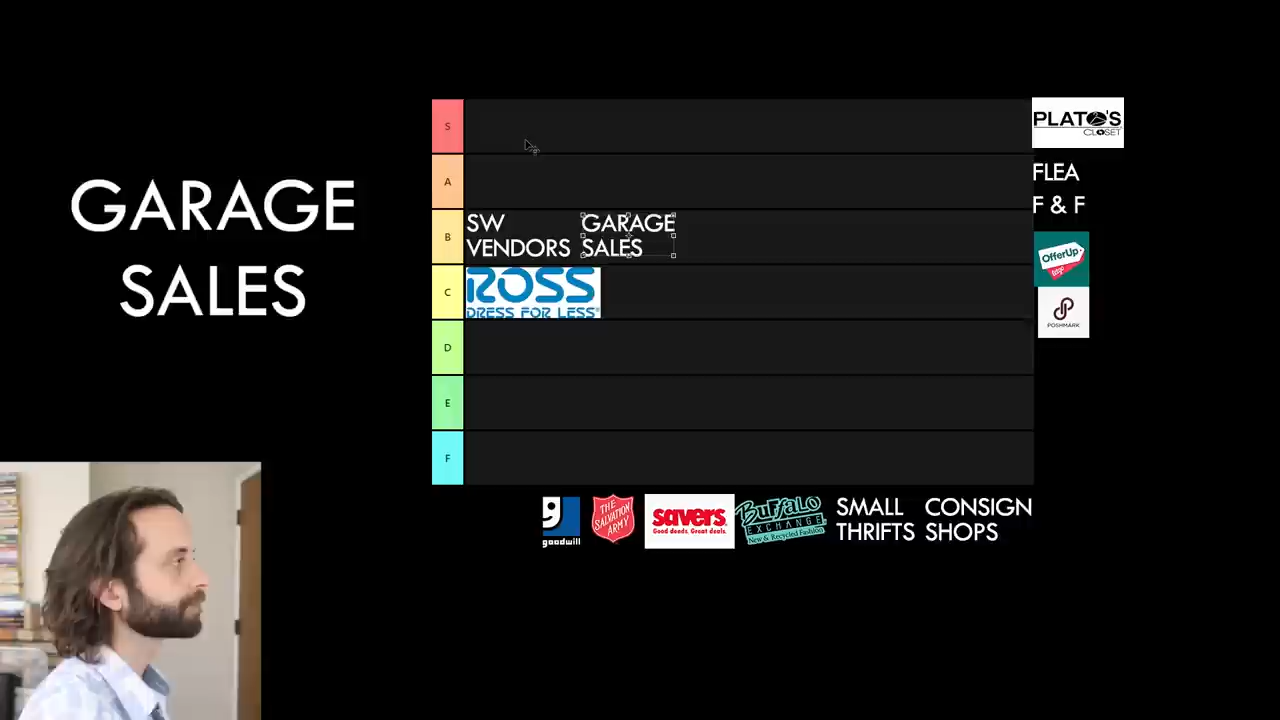 GARAGE
SALES
S
A
B
C
D
E
F
SW
VENDORS
GARAGE
SALES
ROSS
DRESS FOR LESS
PLATO'S
CLOSET
FLEA
F & F
OfferUp
POSHMARK
goodwill
THE
SALVATION
ARMY
savers
Good deeds. Great deals.
BUFFALO
EXCHANGE
New & Recycled Fashion
SMALL
THRIFTS
CONSIGN
SHOPS